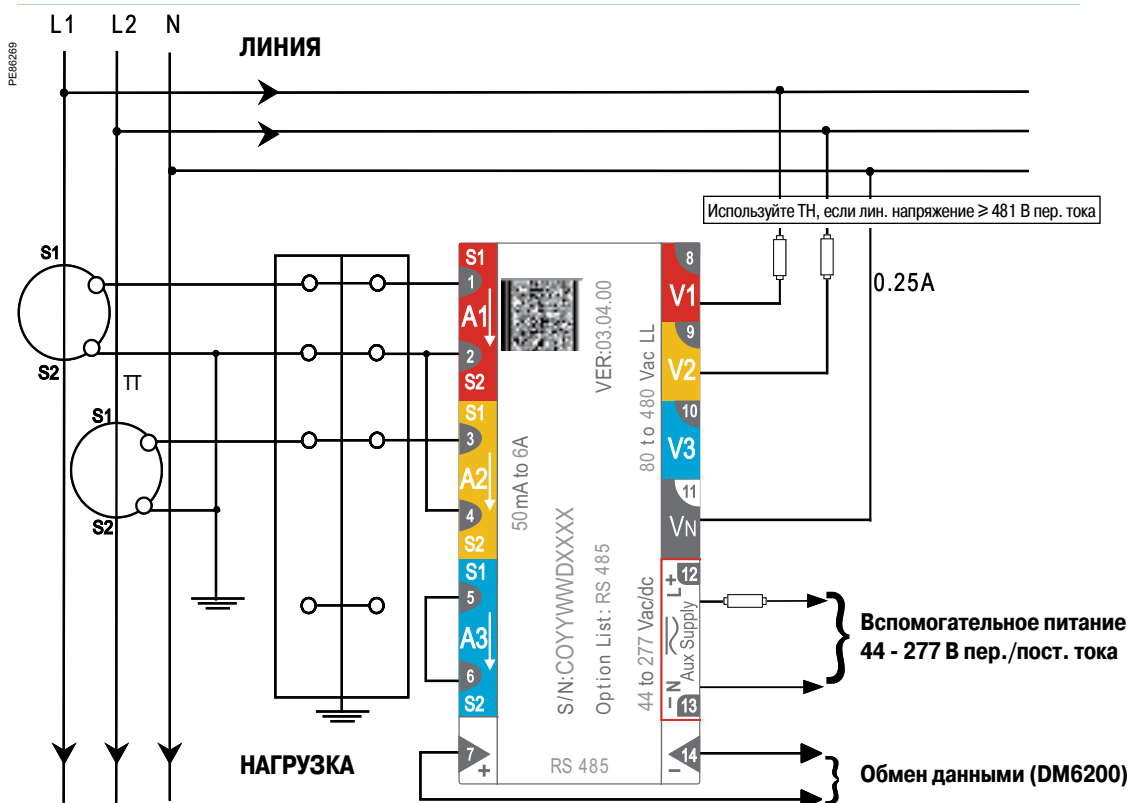 L1 L2 N
PE86269
ЛИНИЯ
Используйте ТН, если лин. напряжение ≥ 481 В пер. тока
0.25A
S1
S2
ТТ
S1
S2
S1
1
A1
2
S2
S1
3
A2
4
S2
S1
5
A3
6
S2
7
+
50mA to 6A
S/N:COYYWWDXXXX
VER:03.04.00
Option List: RS 485
80 to 480 Vac LL
44 to 277 Vac/dc
RS 485
8
V1
9
V2
10
V3
11
VN
12
L+
Aux Supply
− N
13
14
−
Вспомогательное питание
44 - 277 В пер./пост. тока
НАГРУЗКА
Обмен данными (DM6200)